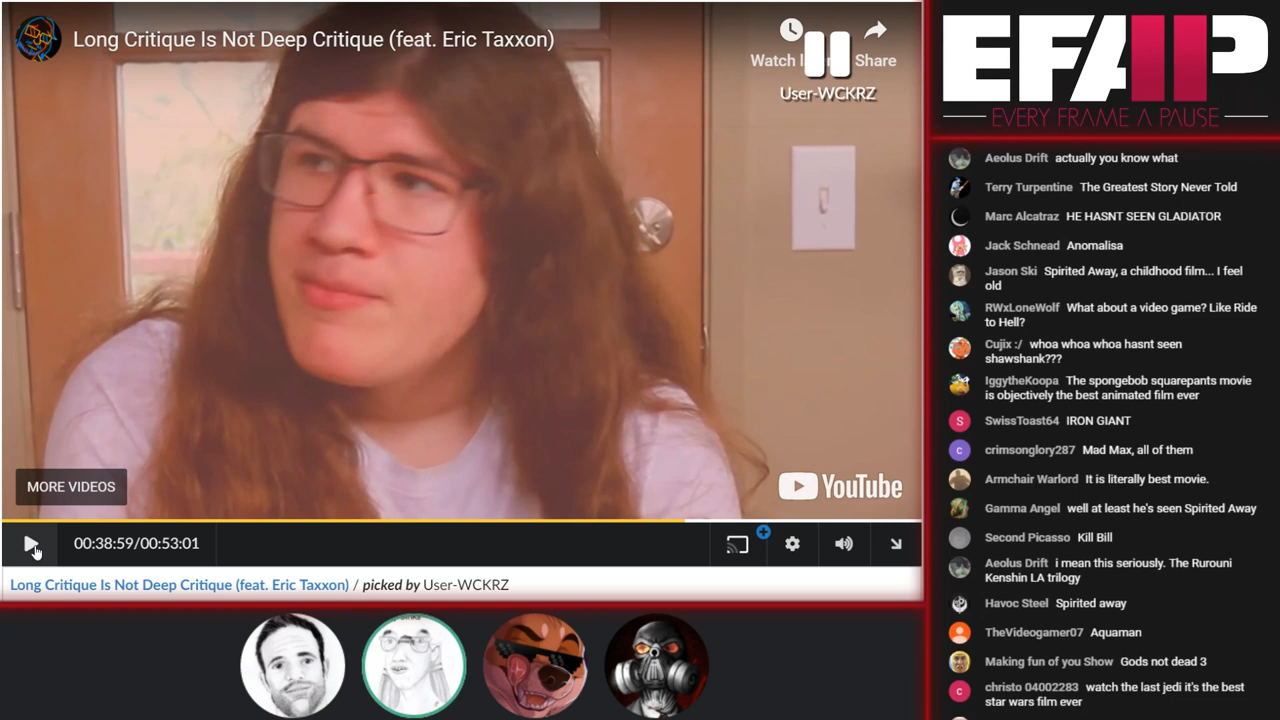 Long Critique Is Not Deep Critique (feat. Eric Taxxon)
Share
User-WCKRZ
MORE VIDEOS
YouTube
00:38:59/00:53:01
Long Critique Is Not Deep Critique (feat. Eric Taxxon) / picked by User-WCKRZ
EFAP
EVERY FRAME A PAUSE
Aeolus Drift actually you know what
Terry Turpentine The Greatest Story Never Told
Marc Alcatraz HE HASNT SEEN GLADIATOR
Jack Schnead Anomalisa
Jason Ski Spirited Away, a childhood film... I feel
old
RWxLoneWolf What about a video game? Like Ride
to Hell?
Cujix :/ whoa whoa whoa hasnt seen
shawshank???
IggytheKoopa The spongebob squarepants movie
is objectively the best animated film ever
S
SwissToast64 IRON GIANT
c
crimsonglory287 Mad Max, all of them
Armchair Warlord It is literally best movie.
Gamma Angel well at least he's seen Spirited Away
Second Picasso Kill Bill
Aeolus Drift i mean this seriously. The Rurouni
Kenshin LA trilogy
Havoc Steel Spirited away
TheVideogamer07 Aquaman
Making fun of you Show Gods not dead 3
c
christo 04002283 watch the last jedi it's the best
star wars film ever